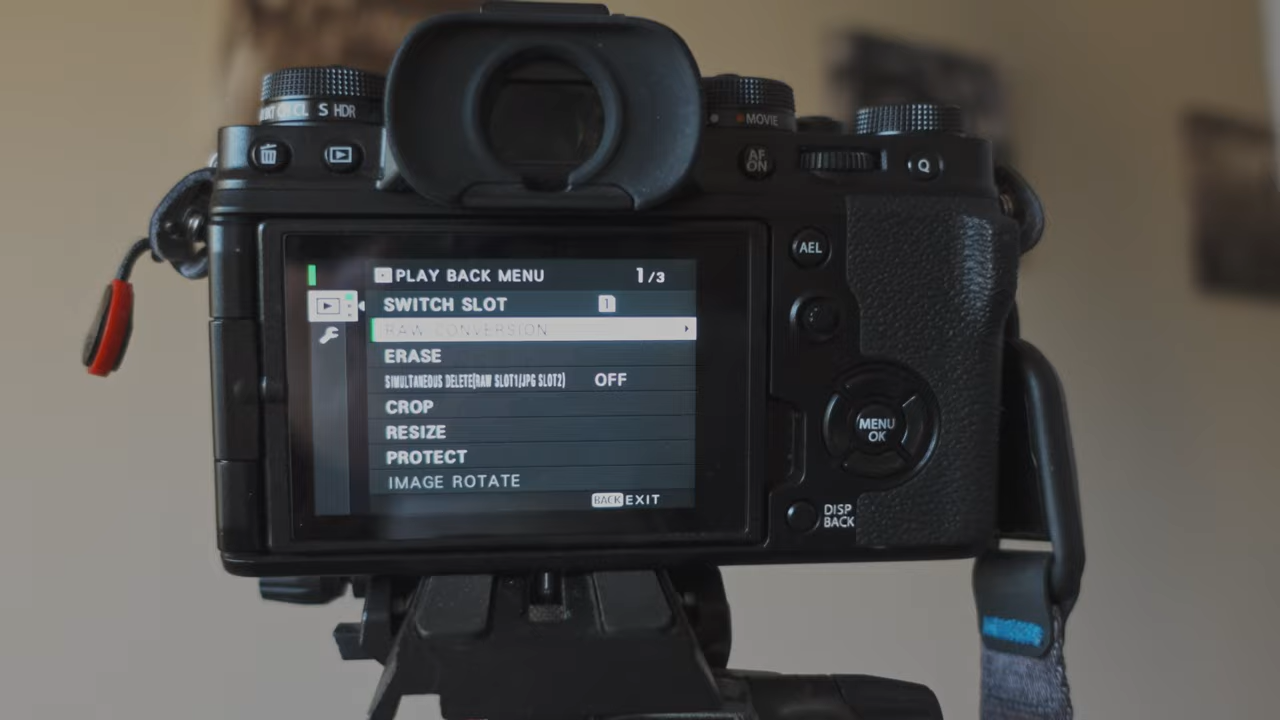 CL S HDR
MOVIE
AF
ON
Q
AEL
PLAY BACK MENU 1/3
SWITCH SLOT 1
RAW CONVERSION
ERASE
SIMULTANEOUS DELETE(RAW SLOT1/JPG SLOT2) OFF
CROP
RESIZE
PROTECT
IMAGE ROTATE
BACK EXIT
MENU
OK
DISP
BACK